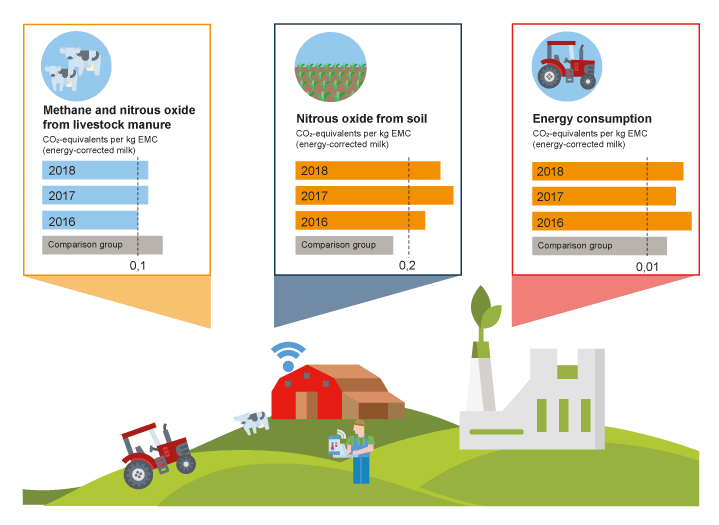 Methane and nitrous oxide
from livestock manure
CO₂-equivalents per kg EMC
(energy-corrected milk)
2018
2017
2016
Comparison group
0,1
Nitrous oxide from soil
CO₂-equivalents per kg EMC
(energy-corrected milk)
2018
2017
2016
Comparison group
0,2
Energy consumption
CO₂-equivalents per kg EMC
(energy-corrected milk)
2018
2017
2016
Comparison group
0,01